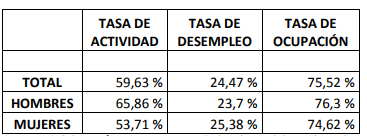 TASA DE ACTIVIDAD TASA DE DESEMPLEO TASA DE OCUPACIÓN
TOTAL 59,63 % 24,47 % 75,52 %
HOMBRES 65,86 % 23,7 % 76,3 %
MUJERES 53,71 % 25,38 % 74,62 %